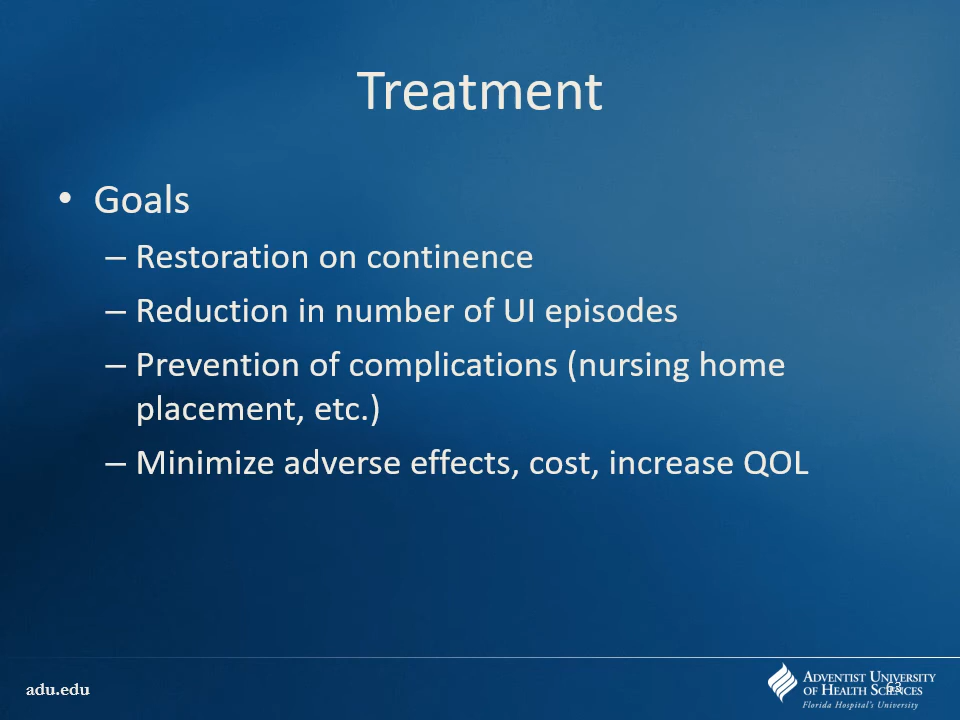 Treatment
• Goals
– Restoration on continence
– Reduction in number of UI episodes
– Prevention of complications (nursing home
placement, etc.)
– Minimize adverse effects, cost, increase QOL
adu.edu
ADVENTIST UNIVERSITY
OF HEALTH SCIENCES
Florida Hospital's University
63